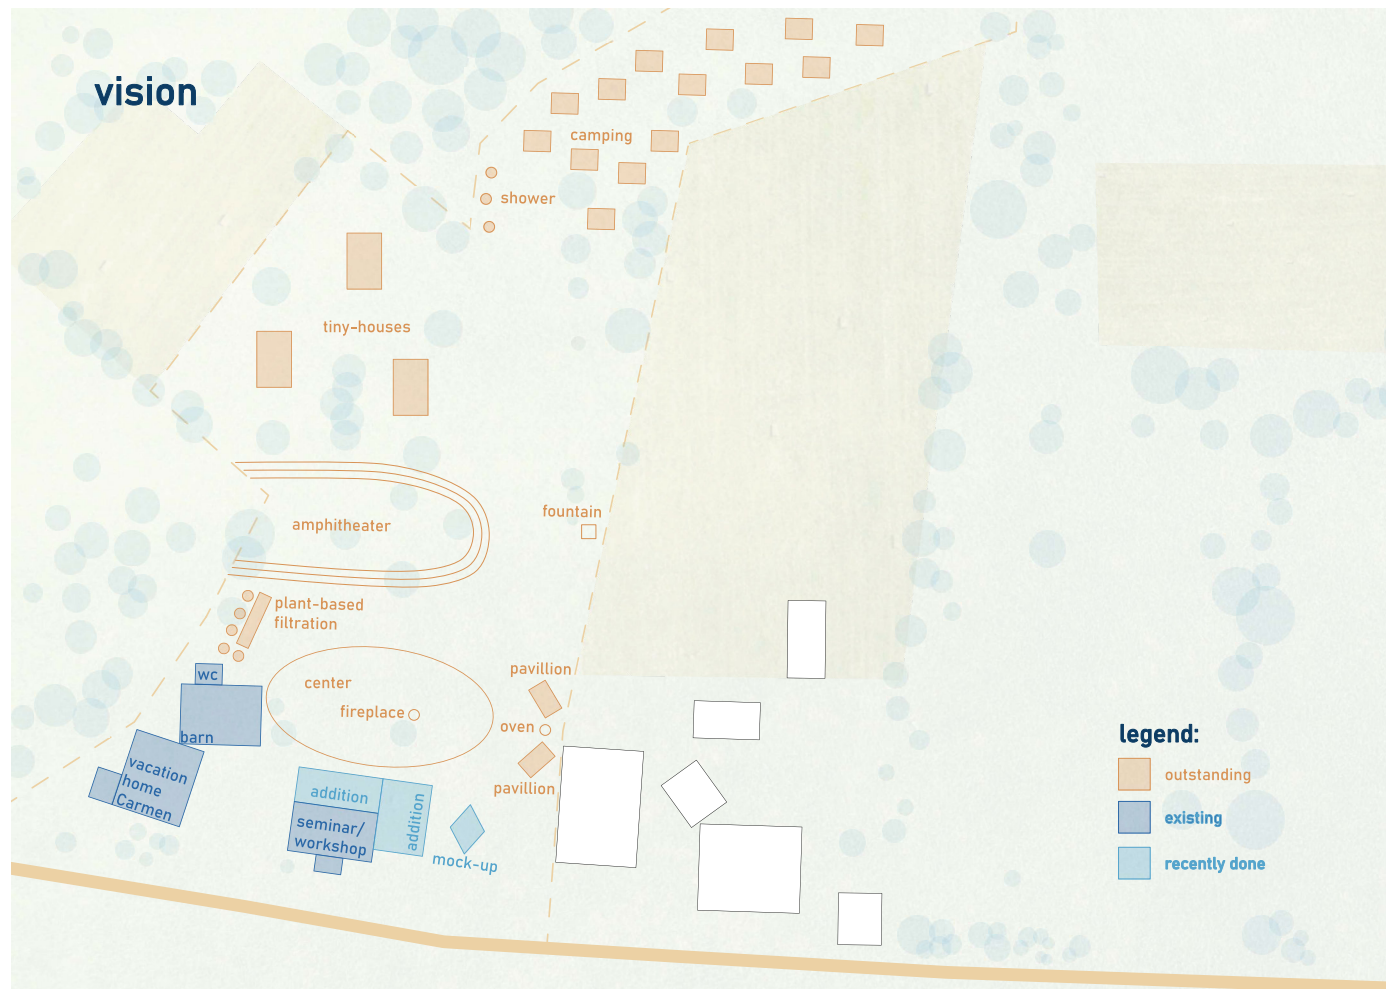 vision
camping
shower
tiny-houses
fountain
amphitheater
plant-based
filtration
pavillion
wc
center
fireplace
oven
barn
vacation
home
Carmen
pavillion
addition
addition
seminar/
workshop
mock-up
legend:
outstanding
existing
recently done